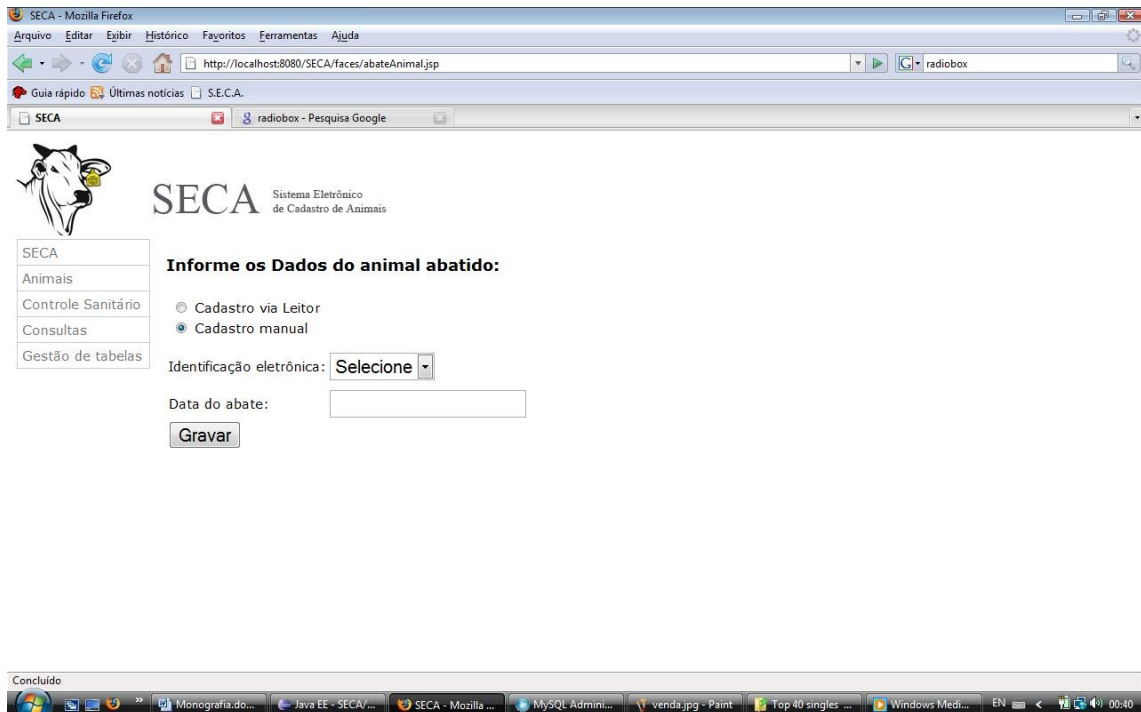 SECA - Mozilla Firefox
Arquivo Editar Exibir Histórico Favoritos Ferramentas Ajuda
http://localhost:8080/SECA/faces/abateAnimal.jsp
radiobox
Guia rápido Últimas notícias S.E.C.A.
SECA
radiobox - Pesquisa Google
SECA
Sistema Eletrônico
de Cadastro de Animais
SECA
Animais
Controle Sanitário
Consultas
Gestão de tabelas
Informe os Dados do animal abatido:
Cadastro via Leitor
Cadastro manual
Identificação eletrônica: Selecione
Data do abate:
Gravar
Concluído
Monografia.do... Java EE - SECA/... SECA - Mozilla ... MySQL Admini... venda.jpg - Paint Top 40 singles ... Windows Medi... EN 00:40